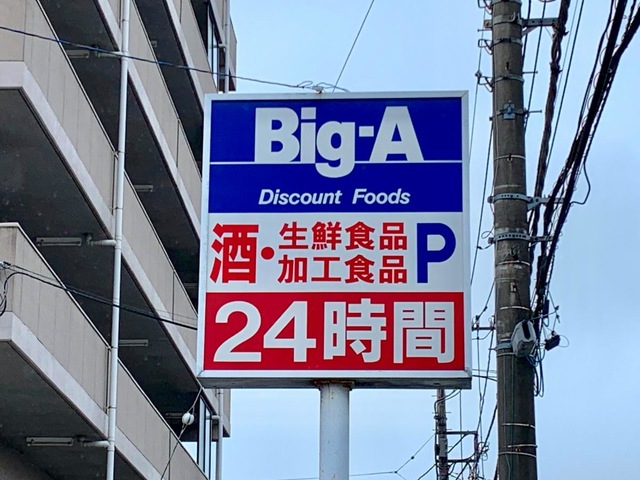 Big-A
Discount Foods
酒・生鮮食品
加工食品 P
24時間